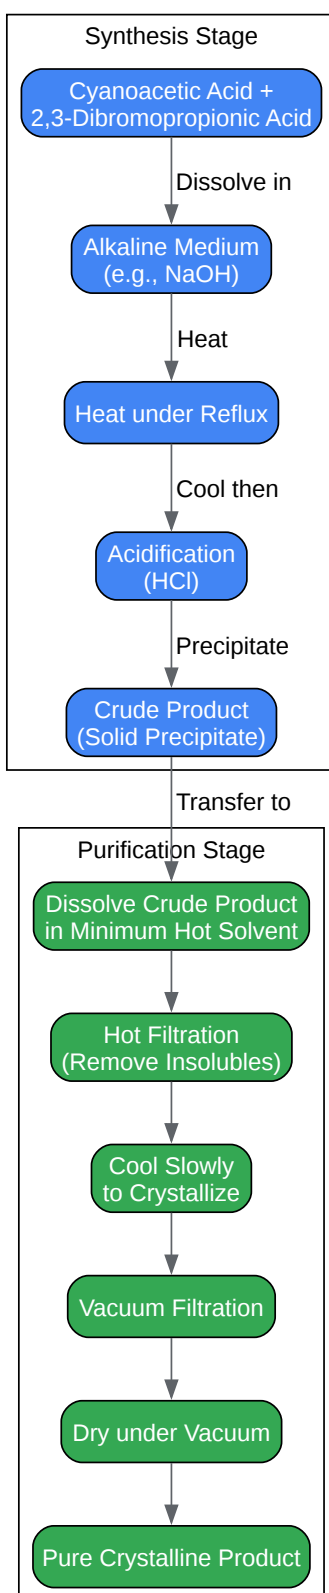 Synthesis Stage
Cyanoacetic Acid +
2,3-Dibromopropionic Acid
Dissolve in
Alkaline Medium
(e.g., NaOH)
Heat
Heat under Reflux
Cool then
Acidification
(HCl)
Precipitate
Crude Product
(Solid Precipitate)
Transfer to
Purification Stage
Dissolve Crude Product
in Minimum Hot Solvent
Hot Filtration
(Remove Insolubles)
Cool Slowly
to Crystallize
Vacuum Filtration
Dry under Vacuum
Pure Crystalline Product